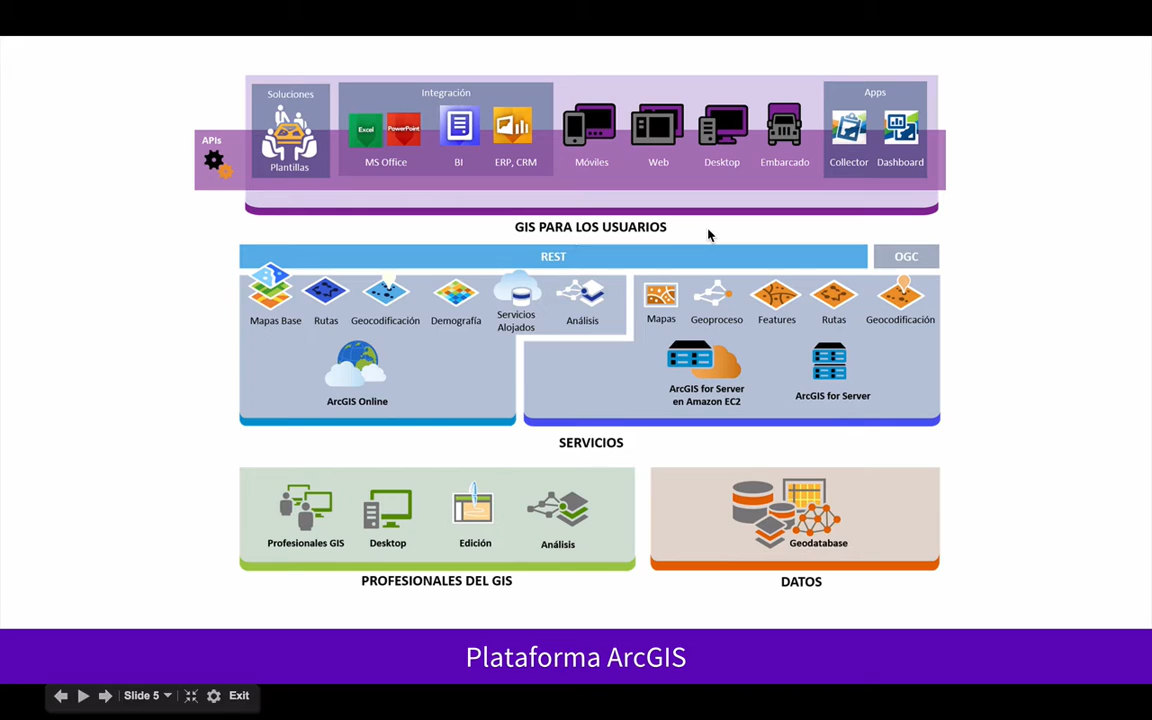 Soluciones
Integración
Apps
APIs
Excel
PowerPoint
Plantillas
MS Office
BI
ERP, CRM
Móviles
Web
Desktop
Embarcado
Collector
Dashboard
GIS PARA LOS USUARIOS
REST
OGC
Mapas Base
Rutas
Geocodificación
Demografía
Servicios
Alojados
Análisis
Mapas
Geoproceso
Features
Rutas
Geocodificación
ArcGIS Online
ArcGIS for Server
en Amazon EC2
ArcGIS for Server
SERVICIOS
Profesionales GIS
Desktop
Edición
Análisis
Geodatabase
PROFESIONALES DEL GIS
DATOS
Plataforma ArcGIS
Slide 5
Exit